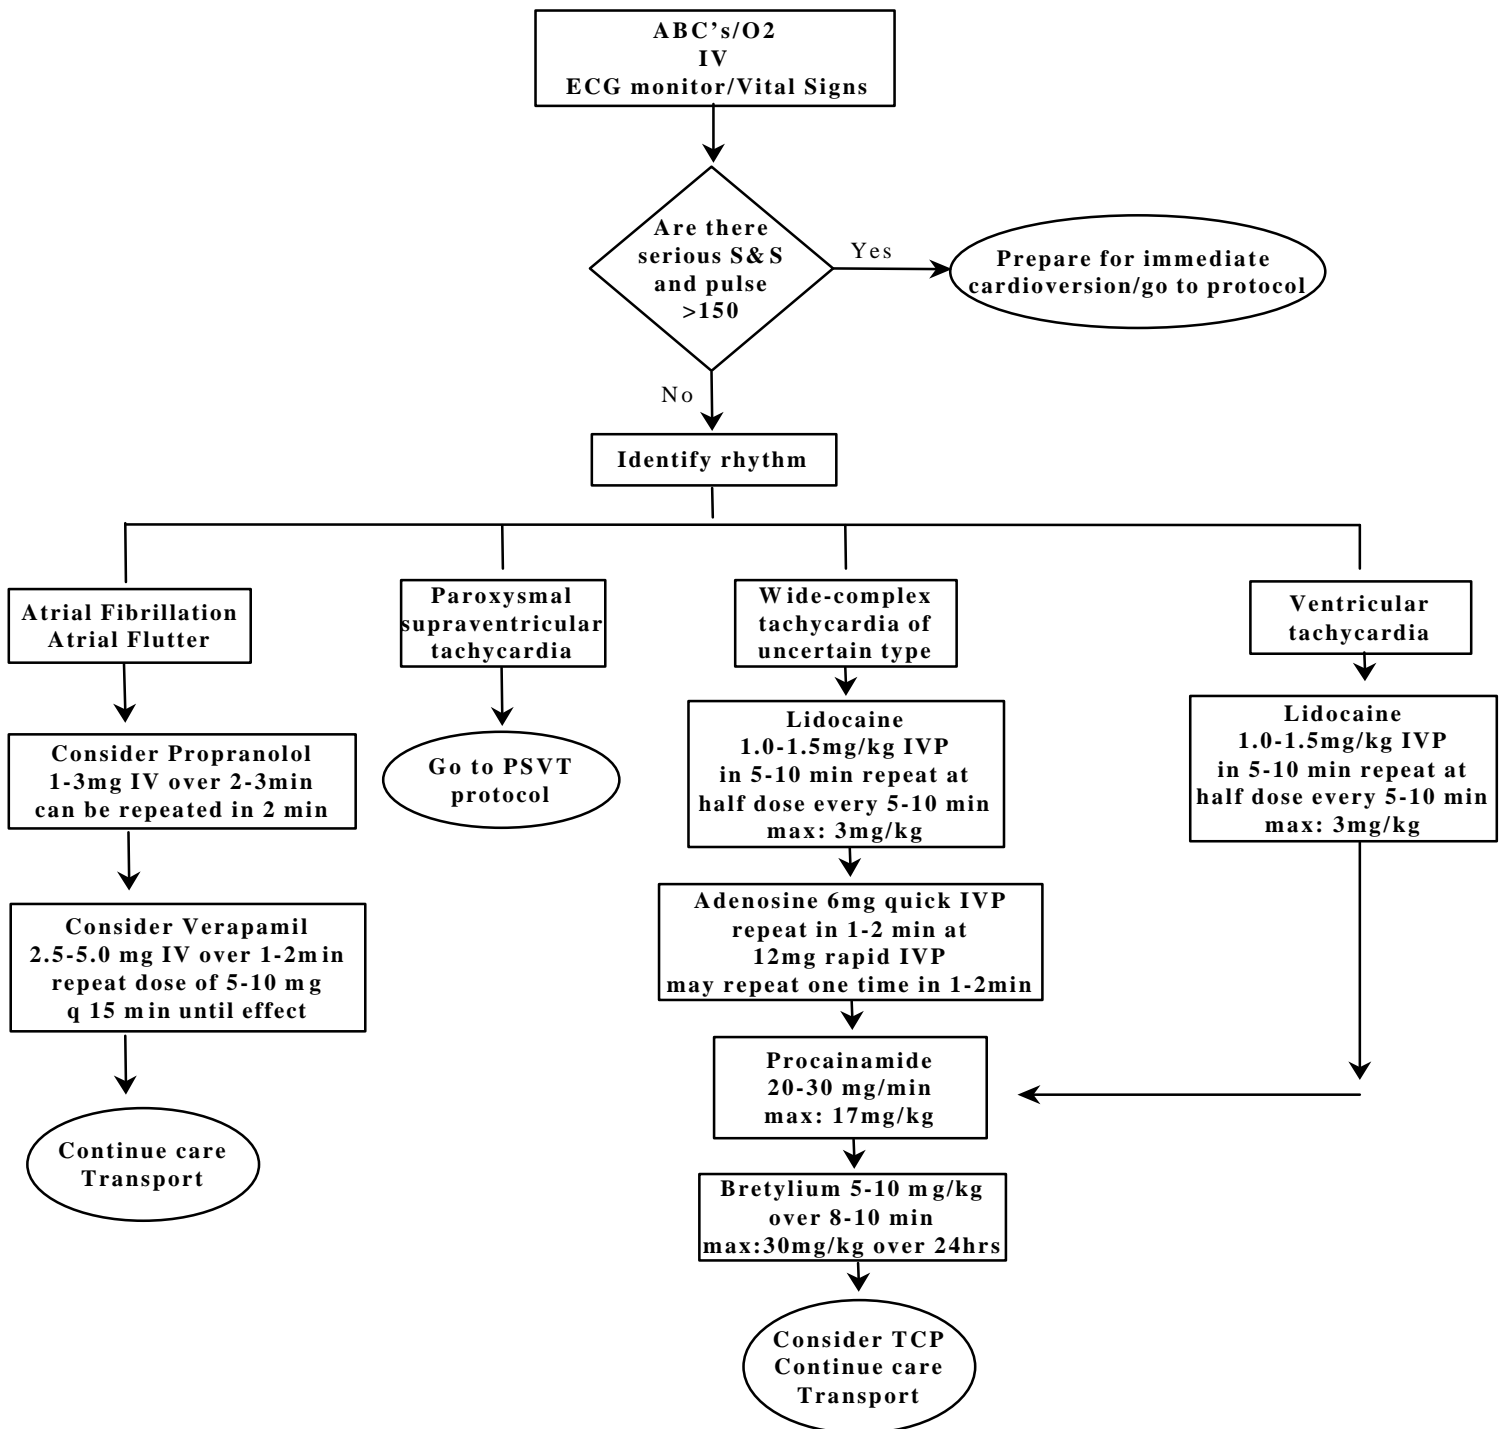 ABC's/O2
IV
ECG monitor/Vital Signs
Are there
serious S&S
and pulse
>150
Yes
Prepare for immediate
cardioversion/go to protocol
No
Identify rhythm
Atrial Fibrillation
Atrial Flutter
Consider Propranolol
1-3mg IV over 2-3min
can be repeated in 2 min
Consider Verapamil
2.5-5.0 mg IV over 1-2min
repeat dose of 5-10 mg
q 15 min until effect
Continue care
Transport
Paroxysmal
supraventricular
tachycardia
Go to PSVT
protocol
Wide-complex
tachycardia of
uncertain type
Lidocaine
1.0-1.5mg/kg IVP
in 5-10 min repeat at
half dose every 5-10 min
max: 3mg/kg
Adenosine 6mg quick IVP
repeat in 1-2 min at
12mg rapid IVP
may repeat one time in 1-2min
Procainamide
20-30 mg/min
max: 17mg/kg
Bretylium 5-10 mg/kg
over 8-10 min
max:30mg/kg over 24hrs
Consider TCP
Continue care
Transport
Ventricular
tachycardia
Lidocaine
1.0-1.5mg/kg IVP
in 5-10 min repeat at
half dose every 5-10 min
max: 3mg/kg